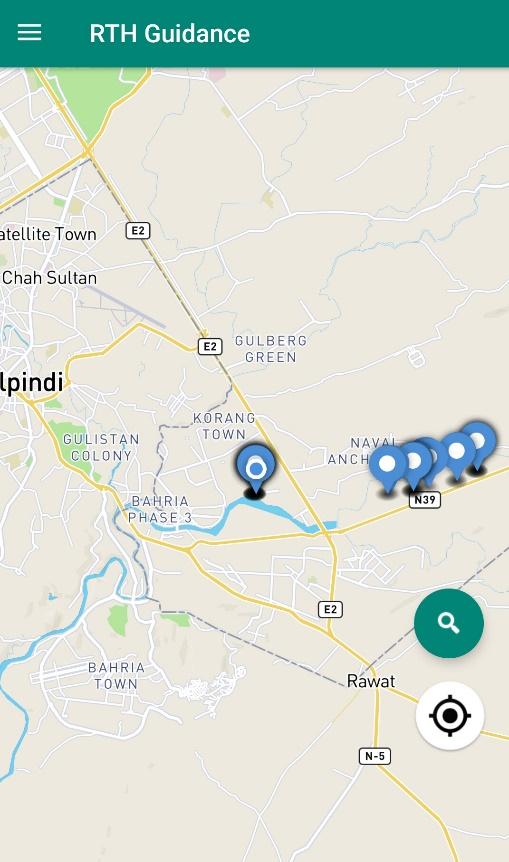 RTH Guidance
atellite Town
E2
Chah Sultan
E2
GULBERG
GREEN
lpindi
KORANG
TOWN
GULISTAN
COLONY
NAVAL
ANCH
N39
BAHRIA
PHASE 3
E2
BAHRIA
TOWN
Rawat
N-5